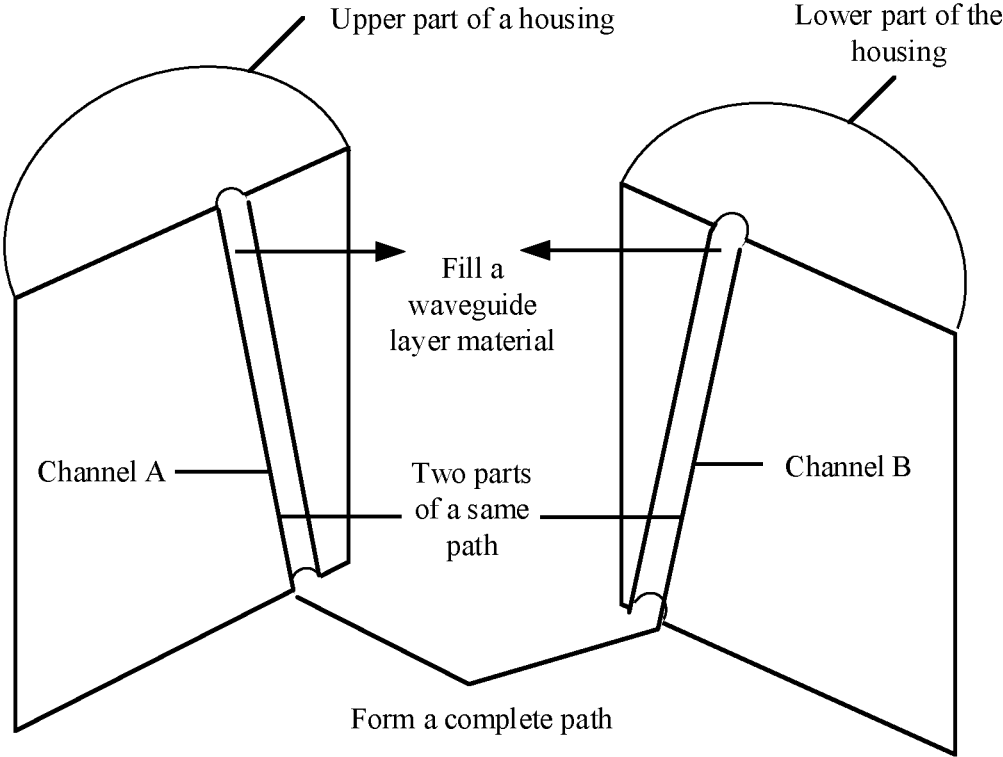 Upper part of a housing
Lower part of the
housing
Fill a
waveguide
layer material
Channel A
Two parts
of a same
path
Channel B
Form a complete path